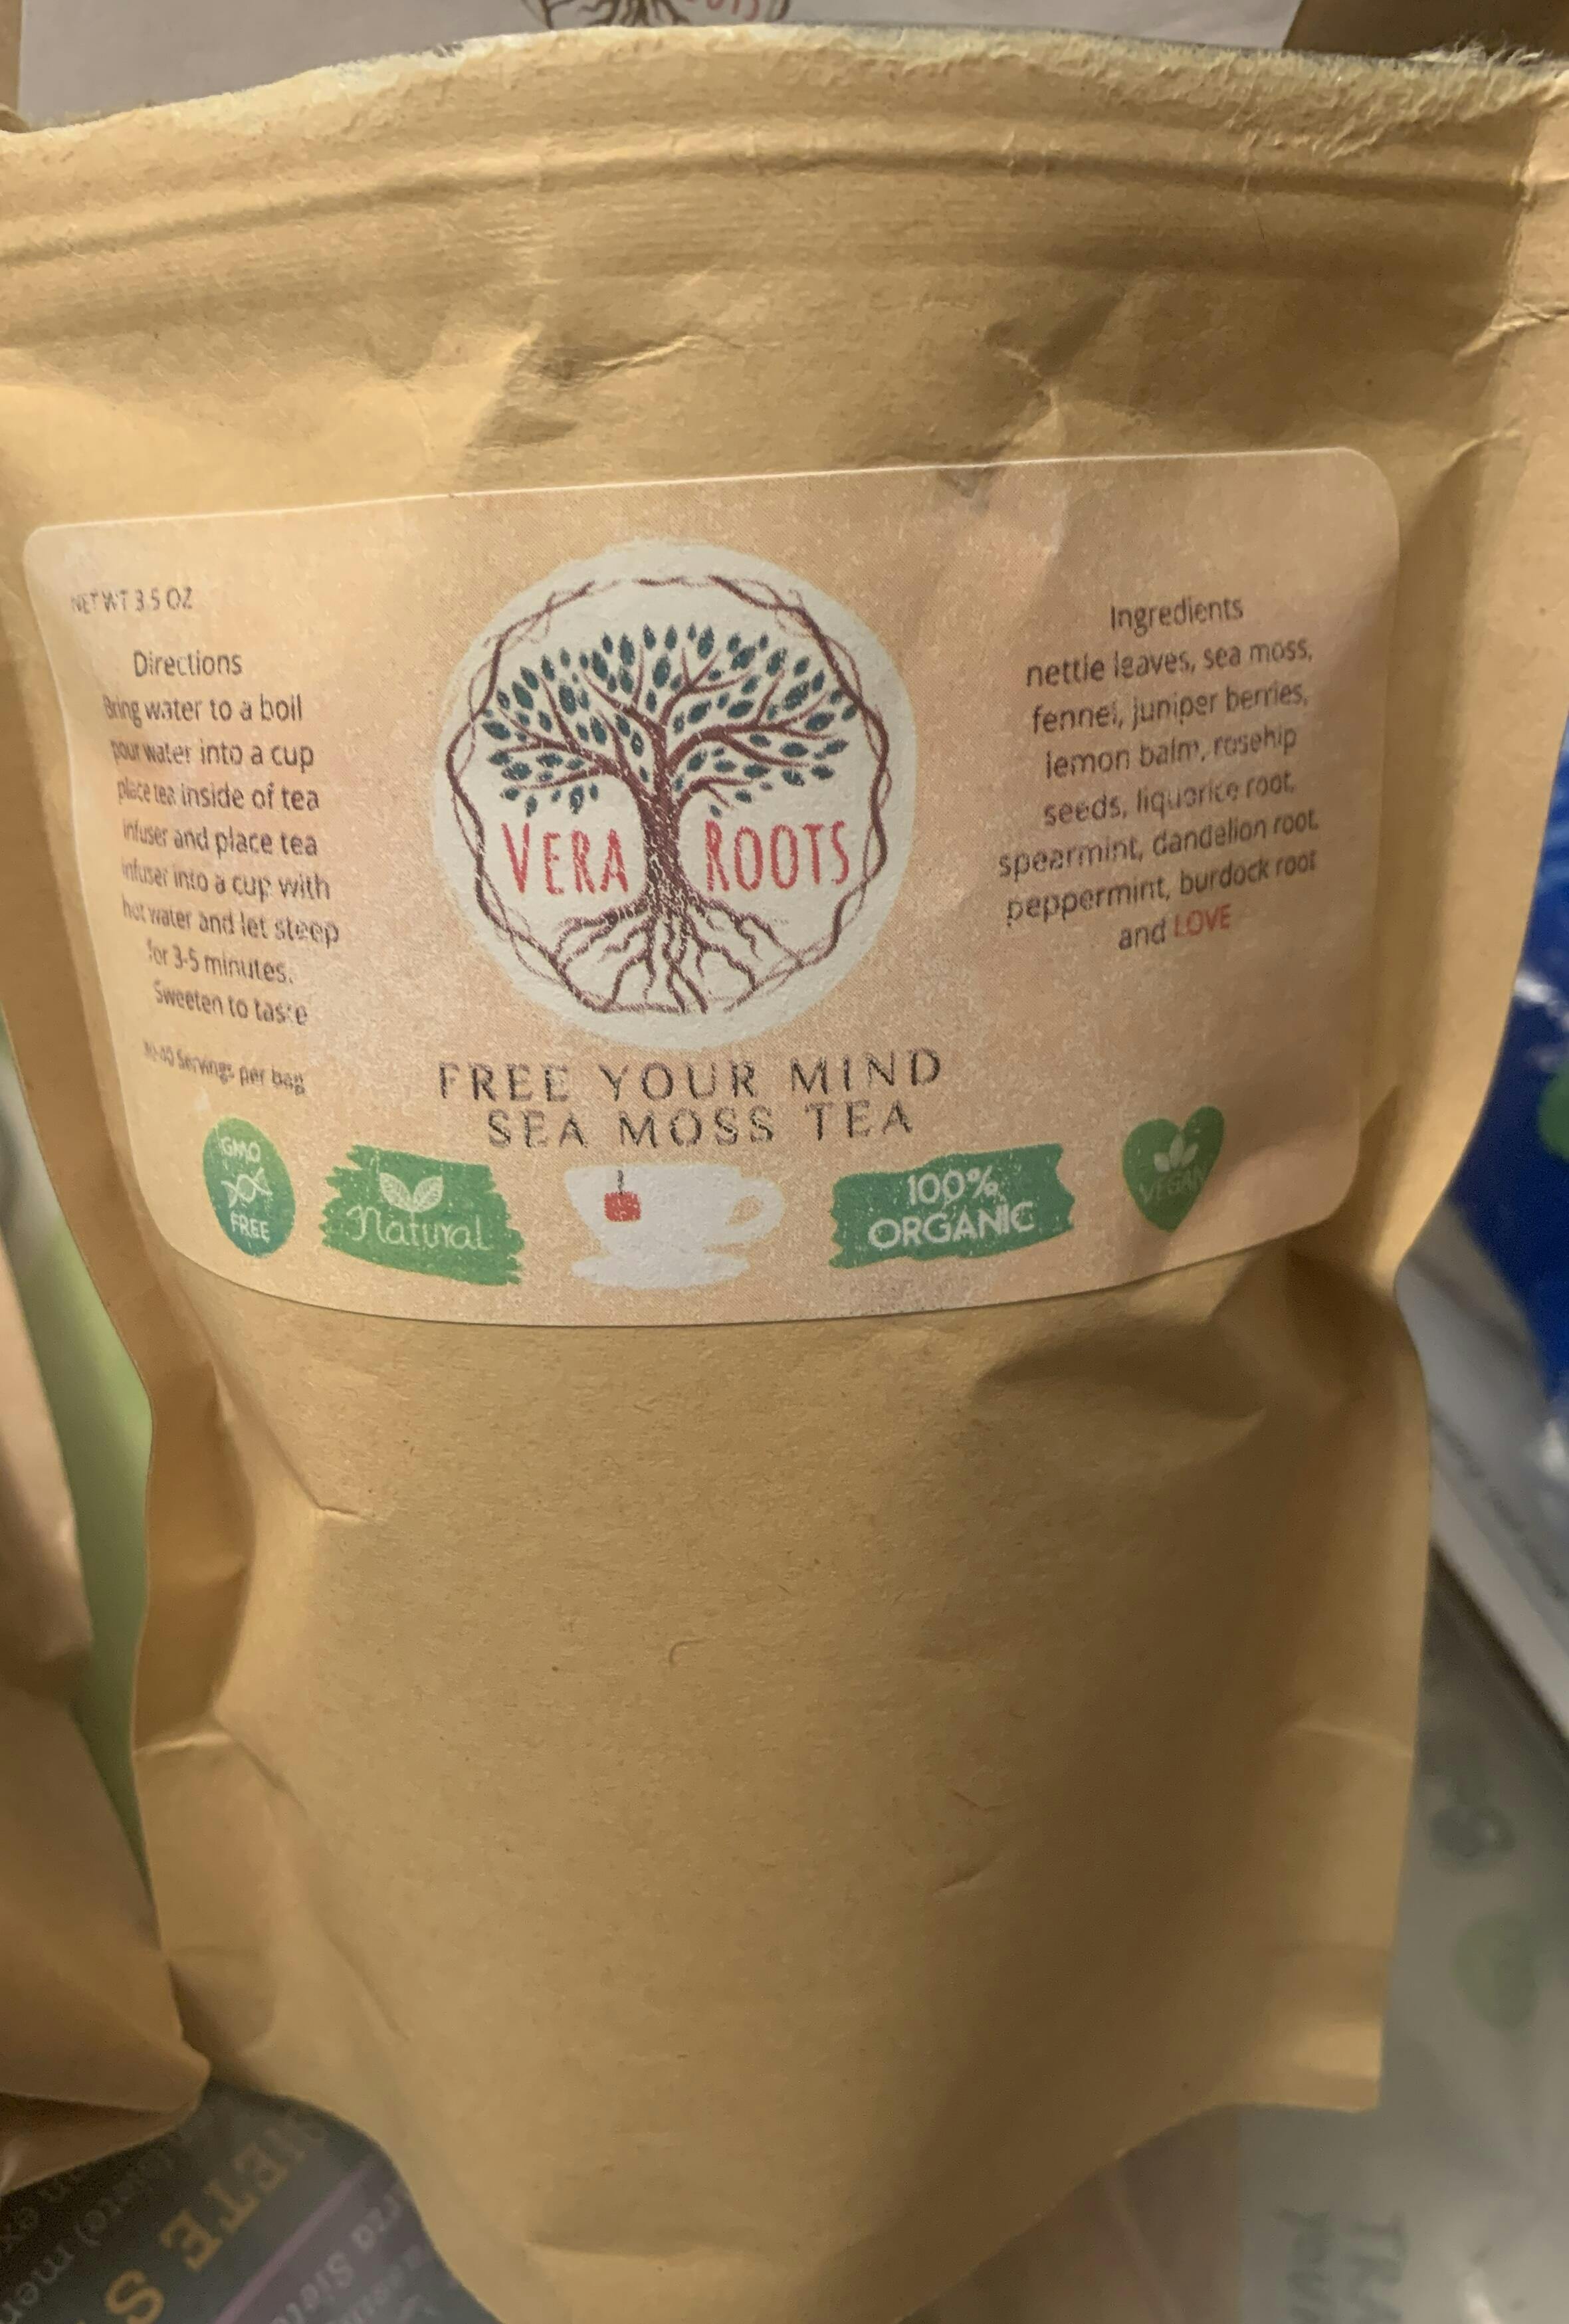 NET WT 3.5 OZ
Directions
Bring water to a boil
pour water into a cup
place tea inside of tea
infuser and place tea
infuser into a cup with
hot water and let steep
for 3-5 minutes.
Sweeten to taste
Servings per bag
VERA ROOTS
FREE YOUR MIND
SEA MOSS TEA
Ingredients
nettle leaves, sea moss,
fennel, juniper berries,
lemon balm, rosehip
seeds, liquorice root,
spearmint, dandelion root,
peppermint, burdock root
and LOVE
GMO
FREE
Natural
100%
ORGANIC
VEGAN